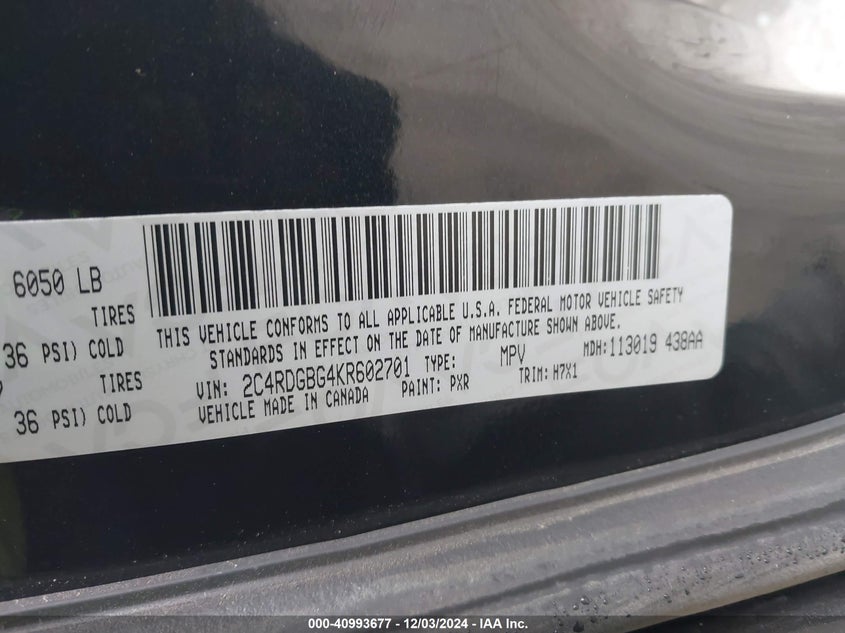 6050 LB
TIRES
36 PSI) COLD
TIRES
36 PSI) COLD
THIS VEHICLE CONFORMS TO ALL APPLICABLE U.S.A. FEDERAL MOTOR VEHICLE SAFETY
STANDARDS IN EFFECT ON THE DATE OF MANUFACTURE SHOWN ABOVE.
VIN: 2C4RDGBG4KR602701 TYPE: MPV MDH:113019 438AA
VEHICLE MADE IN CANADA PAINT: PXR TRIM: H7X1
000-40993677 - 12/03/2024 - IAA Inc.